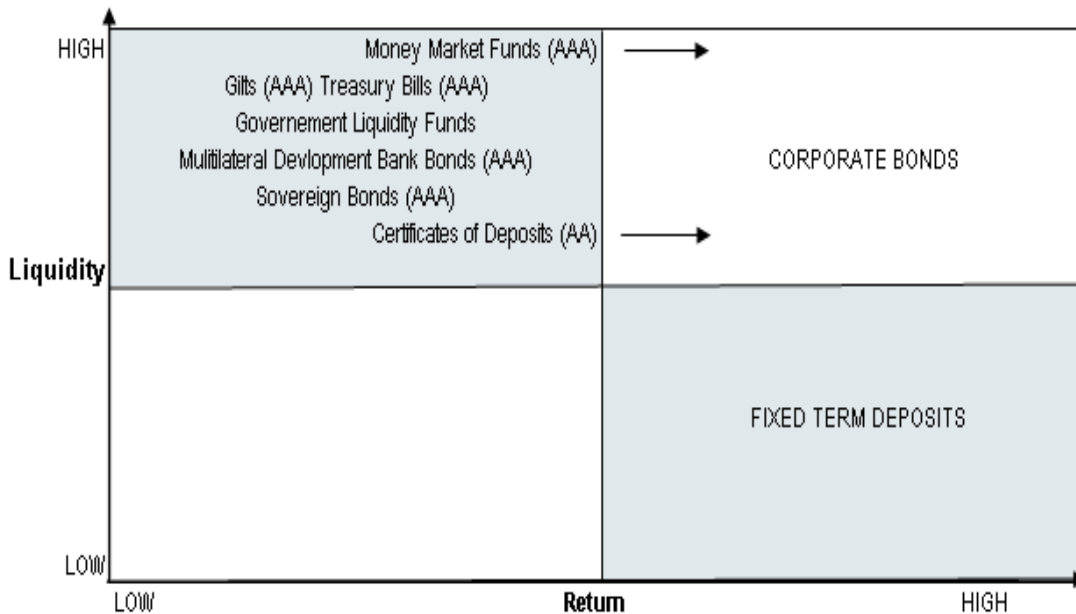 HIGH
Money Market Funds (AAA)
Gifts (AAA) Treasury Bills (AAA)
Governement Liquidity Funds
Mulitilateral Devlopment Bank Bonds (AAA)
Sovereign Bonds (AAA)
Certificates of Deposits (AA)
CORPORATE BONDS
Liquidity
FIXED TERM DEPOSITS
LOW
LOW
Return
HIGH